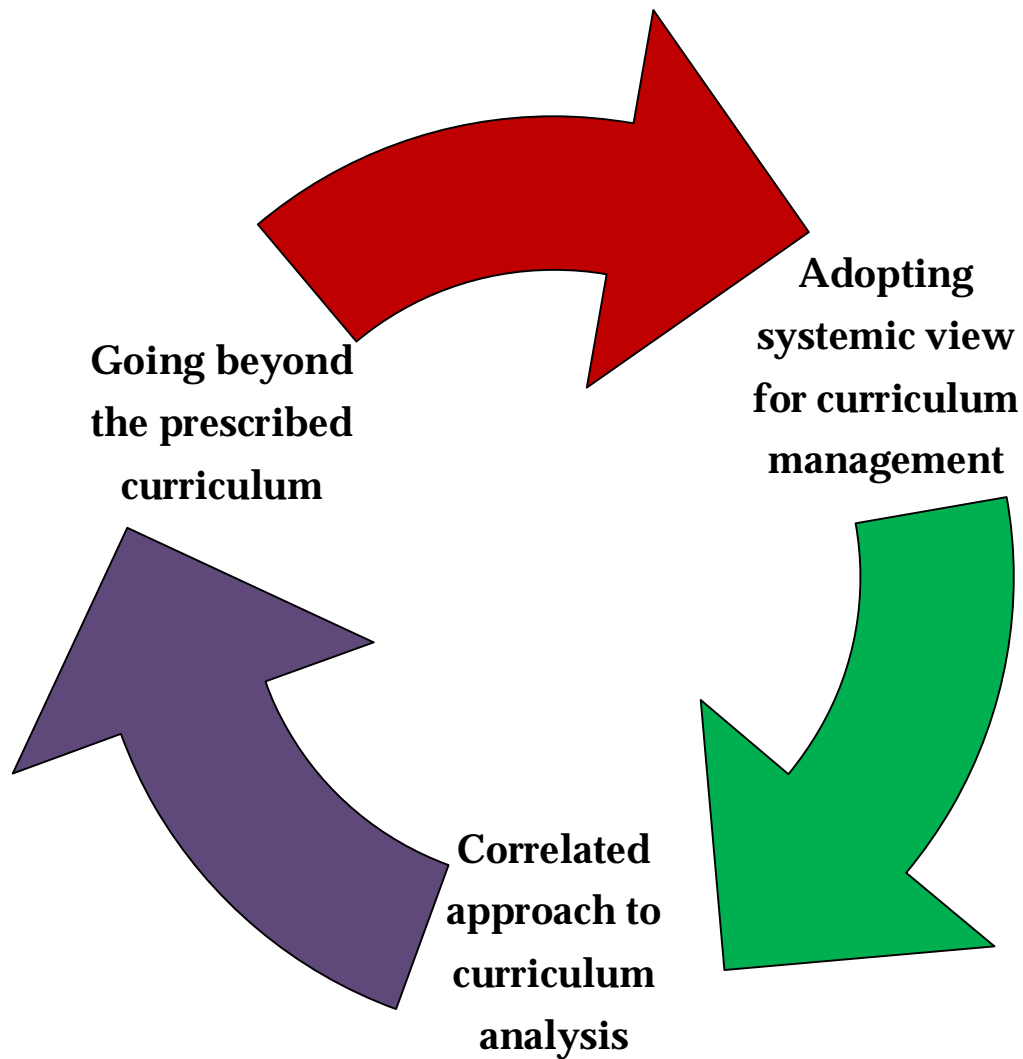 Adopting
systemic view
for curriculum
management
Going beyond
the prescribed
curriculum
Correlated
approach to
curriculum
analysis